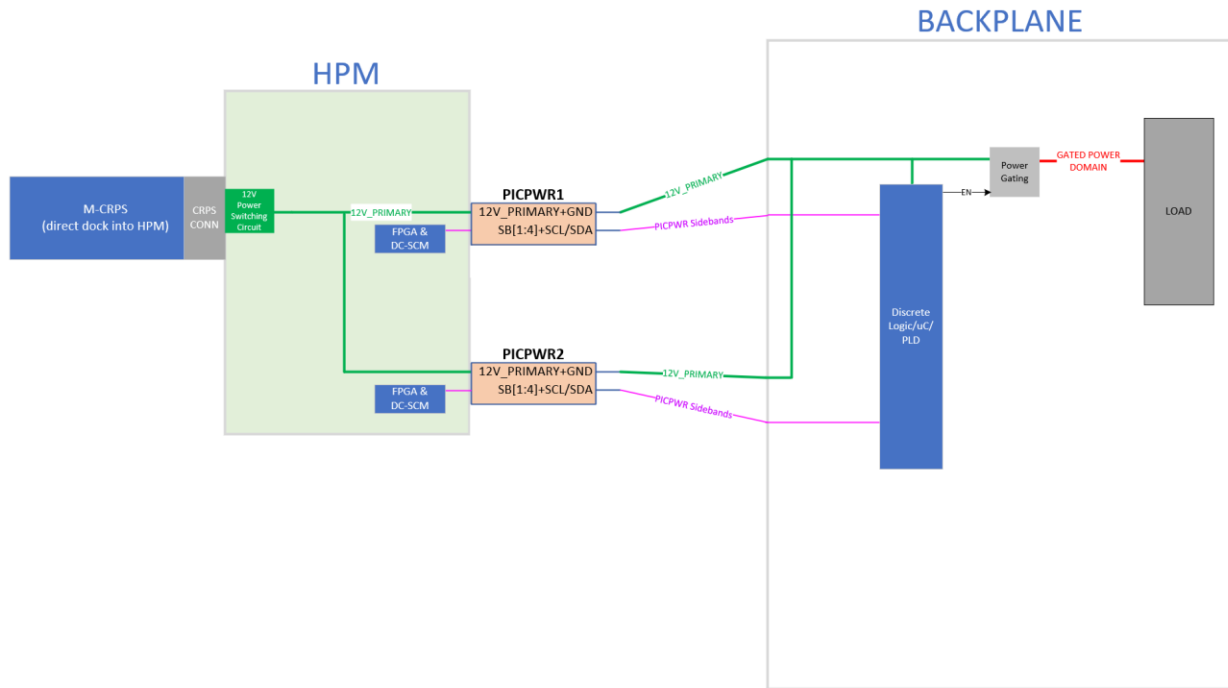 BACKPLANE
HPM
M-CRPS
(direct dock into HPM)
CRPS
CONN
12V
Power
Switching
Circuit
12V_PRIMARY
FPGA &
DC-SCM
PICPWR1
12V_PRIMARY+GND
SB[1:4]+SCL/SDA
12V_PRIMARY
PICPWR Sidebands
Power
Gating
EN
GATED POWER
DOMAIN
LOAD
Discrete
Logic/uC/
PLD
PICPWR2
12V_PRIMARY+GND
SB[1:4]+SCL/SDA
FPGA &
DC-SCM
12V_PRIMARY
PICPWR Sidebands